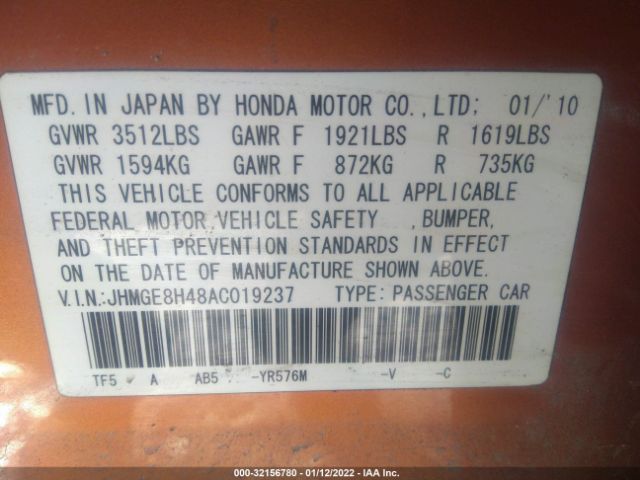 MFD. IN JAPAN BY HONDA MOTOR CO., LTD: 01/'10
GVWR 3512LBS GAWR F 1921LBS R 1619LBS
GVWR 1594KG GAWR F 872KG R 735KG
THIS VEHICLE CONFORMS TO ALL APPLICABLE
FEDERAL MOTOR VEHICLE SAFETY , BUMPER,
AND THEFT PREVENTION STANDARDS IN EFFECT
ON THE DATE OF MANUFACTURE SHOWN ABOVE.
V.I.N.:JHMGE8H48AC019237 TYPE: PASSENGER CAR
TF5 A AB5 -YR576M -V -C
000-32156780 - 01/12/2022 - IAA Inc.